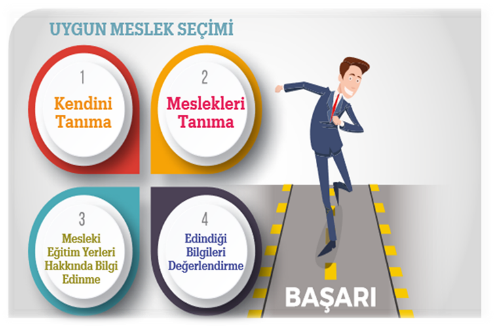 UYGUN MESLEK SEÇİMİ
1
Kendini
Tanıma
2
Meslekleri
Tanıma
3
Mesleki
Eğitim Yerleri
Hakkında Bilgi
Edinme
4
Edindiği
Bilgileri
Değerlendirme
BAŞARI